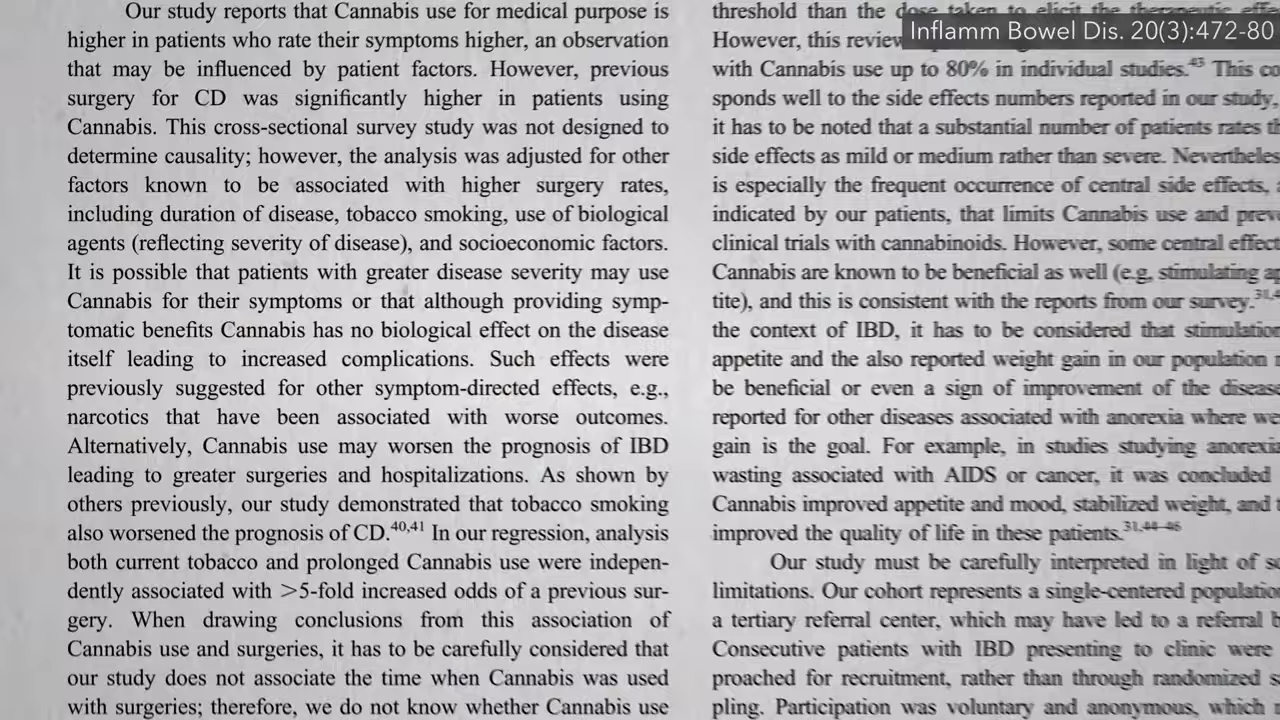 Our study reports that Cannabis use for medical purpose is
higher in patients who rate their symptoms higher, an observation
that may be influenced by patient factors. However, previous
surgery for CD was significantly higher in patients using
Cannabis. This cross-sectional survey study was not designed to
determine causality; however, the analysis was adjusted for other
factors known to be associated with higher surgery rates,
including duration of disease, tobacco smoking, use of biological
agents (reflecting severity of disease), and socioeconomic factors.
It is possible that patients with greater disease severity may use
Cannabis for their symptoms or that although providing symp-
tomatic benefits Cannabis has no biological effect on the disease
itself leading to increased complications. Such effects were
previously suggested for other symptom-directed effects, e.g.,
narcotics that have been associated with worse outcomes.
Alternatively, Cannabis use may worsen the prognosis of IBD
leading to greater surgeries and hospitalizations. As shown by
others previously, our study demonstrated that tobacco smoking
also worsened the prognosis of CD.40,41 In our regression, analysis
both current tobacco and prolonged Cannabis use were indepen-
dently associated with >5-fold increased odds of a previous sur-
gery. When drawing conclusions from this association of
Cannabis use and surgeries, it has to be carefully considered that
our study does not associate the time when Cannabis was used
with surgeries; therefore, we do not know whether Cannabis use
threshold than the dose taken to elicit the therapeutic
Inflamm Bowel Dis. 20(3):472-80
However, this review
with Cannabis use up to 80% in individual studies.43 This
sponds well to the side effects numbers reported in our study,
it has to be noted that a substantial number of patients rates
side effects as mild or medium rather than severe.
is especially the frequent occurrence of central side effects,
indicated by our patients, that limits Cannabis use and
clinical trials with cannabinoids. However, some central
Cannabis are known to be beneficial as well (e.g, stimulating
tite), and this is consistent with the reports from our survey.
the context of IBD, it has to be considered that
appetite and the also reported weight gain in our population
be beneficial or even a sign of improvement of the
reported for other diseases associated with anorexia where
gain is the goal. For example, in studies studying
wasting associated with AIDS or cancer, it was concluded
Cannabis improved appetite and mood, stabilized weight, and
improved the quality of life in these patients.31,44–46
Our study must be carefully interpreted in light of
limitations. Our cohort represents a single-centered
a tertiary referral center, which may have led to a referral
Consecutive patients with IBD presenting to clinic were
proached for recruitment, rather than through randomized
pling. Participation was voluntary and anonymous, which